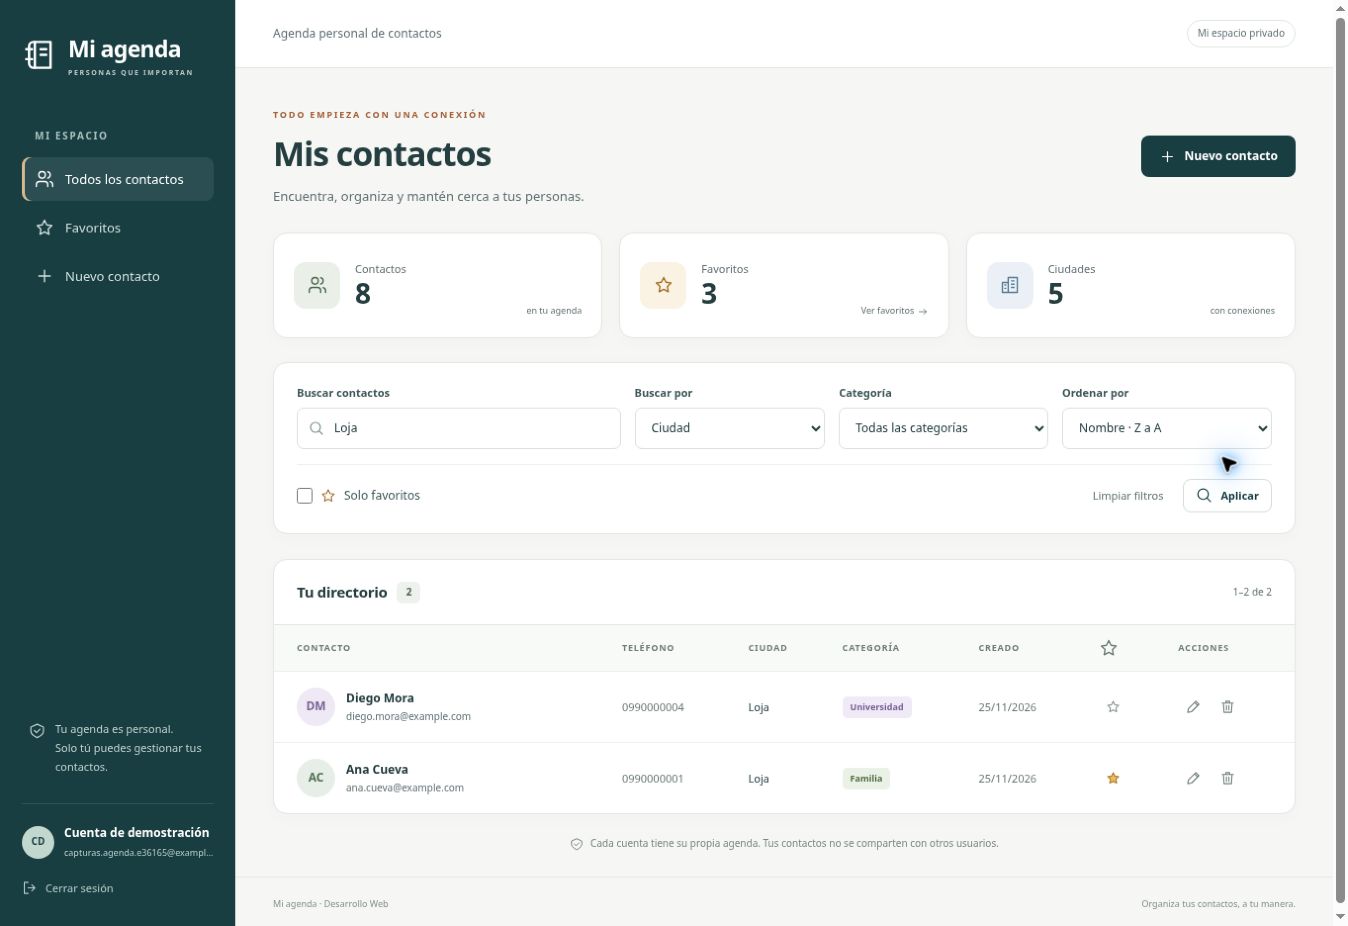 Mi agenda
PERSONAS QUE IMPORTAN
MI ESPACIO
Todos los contactos
Favoritos
Nuevo contacto
Tu agenda es personal.
Solo tú puedes gestionar tus
contactos.
CD
Cuenta de demostración
capturas.agenda.e36165@exampl...
Cerrar sesión
Agenda personal de contactos
Mi espacio privado
TODO EMPIEZA CON UNA CONEXIÓN
Mis contactos
Nuevo contacto
Encuentra, organiza y mantén cerca a tus personas.
Contactos
8
en tu agenda
Favoritos
3
Ver favoritos →
Ciudades
5
con conexiones
Buscar contactos
Loja
Buscar por
Ciudad
Categoría
Todas las categorías
Ordenar por
Nombre · Z a A
Solo favoritos
Limpiar filtros
Aplicar
Tu directorio 2
1–2 de 2
CONTACTO TELÉFONO CIUDAD CATEGORÍA CREADO ACCIONES
DM Diego Mora
diego.mora@example.com
0990000004 Loja Universidad 25/11/2026
AC Ana Cueva
ana.cueva@example.com
0990000001 Loja Familia 25/11/2026
Cada cuenta tiene su propia agenda. Tus contactos no se comparten con otros usuarios.
Mi agenda · Desarrollo Web
Organiza tus contactos, a tu manera.